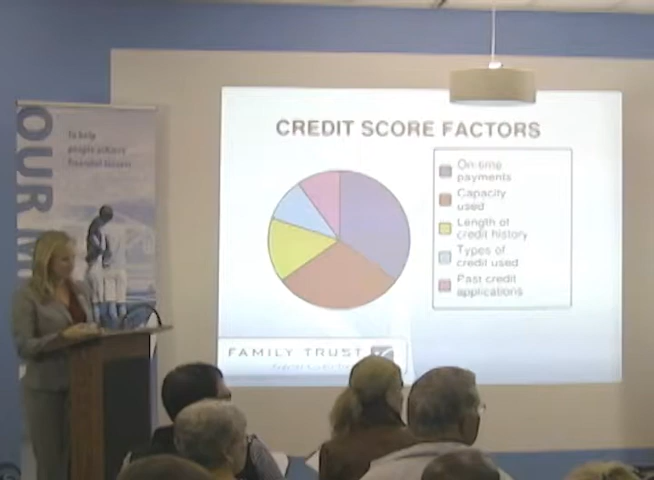 OUR M
To help
people achieve
financial success
CREDIT SCORE FACTORS
On-time
payments
Capacity
used
Length of
credit history
Types of
credit used
Past credit
applications
FAMILY TRUST